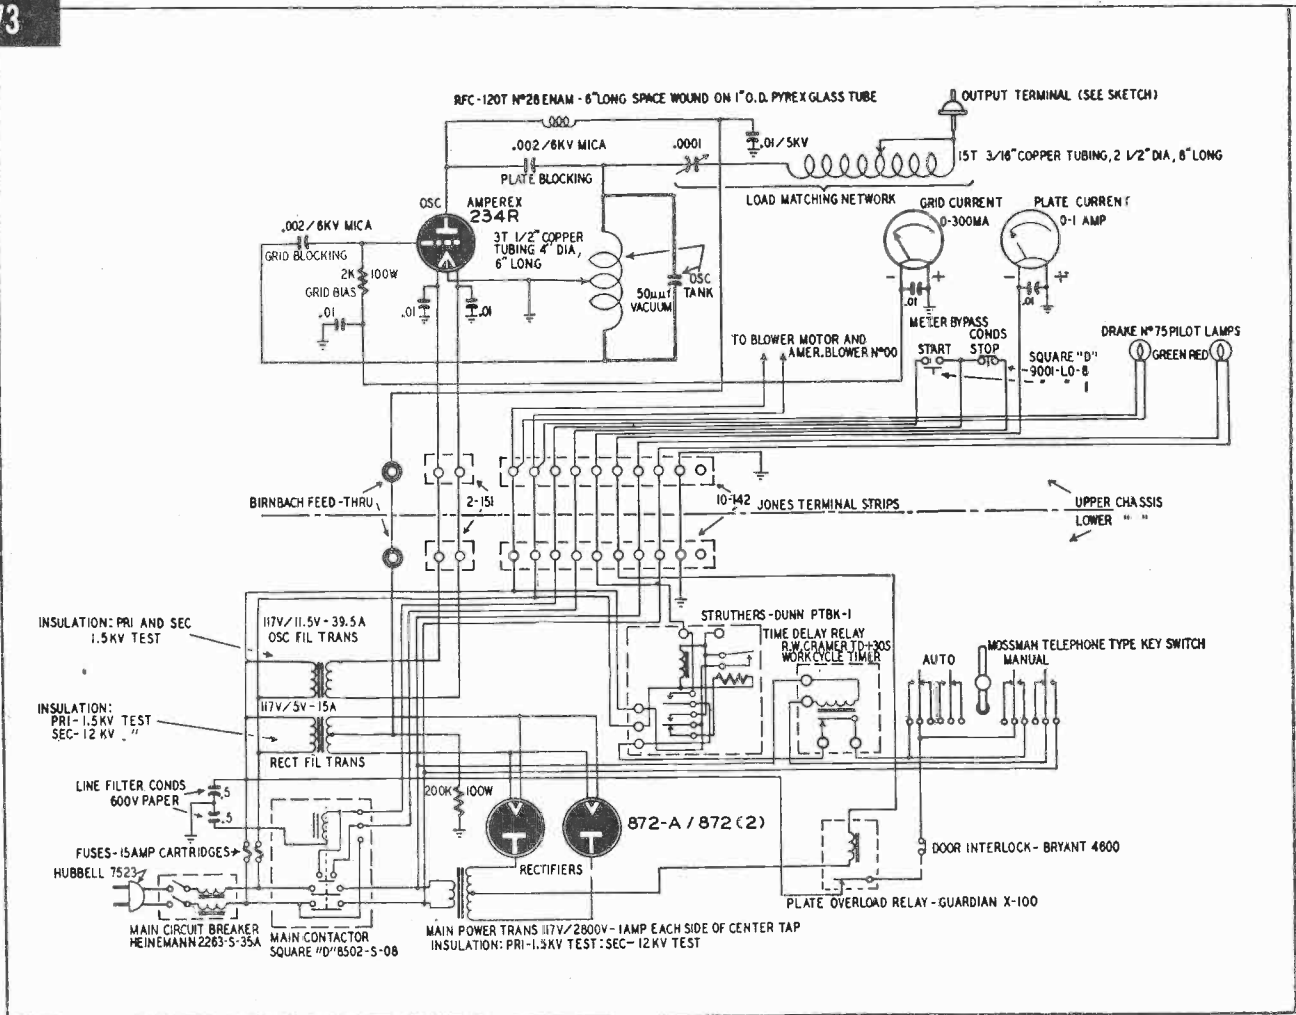 73
RFC-120T Nº28 ENAM - 6" LONG SPACE WOUND ON 1" O.D. PYREX GLASS TUBE
OUTPUT TERMINAL (SEE SKETCH)
.002/6KV MICA
.0001
.01/5KV
PLATE BLOCKING
15T 3/16" COPPER TUBING, 2 1/2" DIA, 8" LONG
LOAD MATCHING NETWORK
OSC
AMPEREX
234R
GRID CURRENT
0-300MA
PLATE CURRENT
0-1 AMP
.002/6KV MICA
GRID BLOCKING
3T 1/2" COPPER
TUBING 4" DIA,
6" LONG
2K
100W
GRID BIAS
50µµf
VACUUM
OSC
TANK
- +
- +
.01
.01
.01
.01
.01
METER BYPASS
CONDS
TO BLOWER MOTOR AND
AMER. BLOWER Nº00
START
STOP
SQUARE "D"
9001-LO-8
" " 1
DRAKE Nº75 PILOT LAMPS
GREEN
RED
BIRNBACH FEED-THRU
2-151
10-142
JONES TERMINAL STRIPS
UPPER CHASSIS
LOWER " "
INSULATION: PRI AND SEC
1.5KV TEST
117V/11.5V-39.5A
OSC FIL TRANS
STRUTHERS-DUNN PTBK-1
TIME DELAY RELAY
R.W. CRAMER TD+30S
WORK CYCLE TIMER
MOSSMAN TELEPHONE TYPE KEY SWITCH
AUTO
MANUAL
INSULATION:
PRI-1.5KV TEST
SEC-12 KV "
117V/5V-15A
RECT FIL TRANS
LINE FILTER CONDS
600V PAPER
.5
.5
200K
100W
872-A / 872 (2)
RECTIFIERS
FUSES-15AMP CARTRIDGES
HUBBELL 7523
DOOR INTERLOCK-BRYANT 4600
PLATE OVERLOAD RELAY-GUARDIAN X-100
MAIN CIRCUIT BREAKER
HEINEMANN 2263-S-35A
MAIN CONTACTOR
SQUARE "D" 8502-S-08
MAIN POWER TRANS 117V/2800V-1AMP EACH SIDE OF CENTER TAP
INSULATION: PRI-1.5KV TEST: SEC-12KV TEST